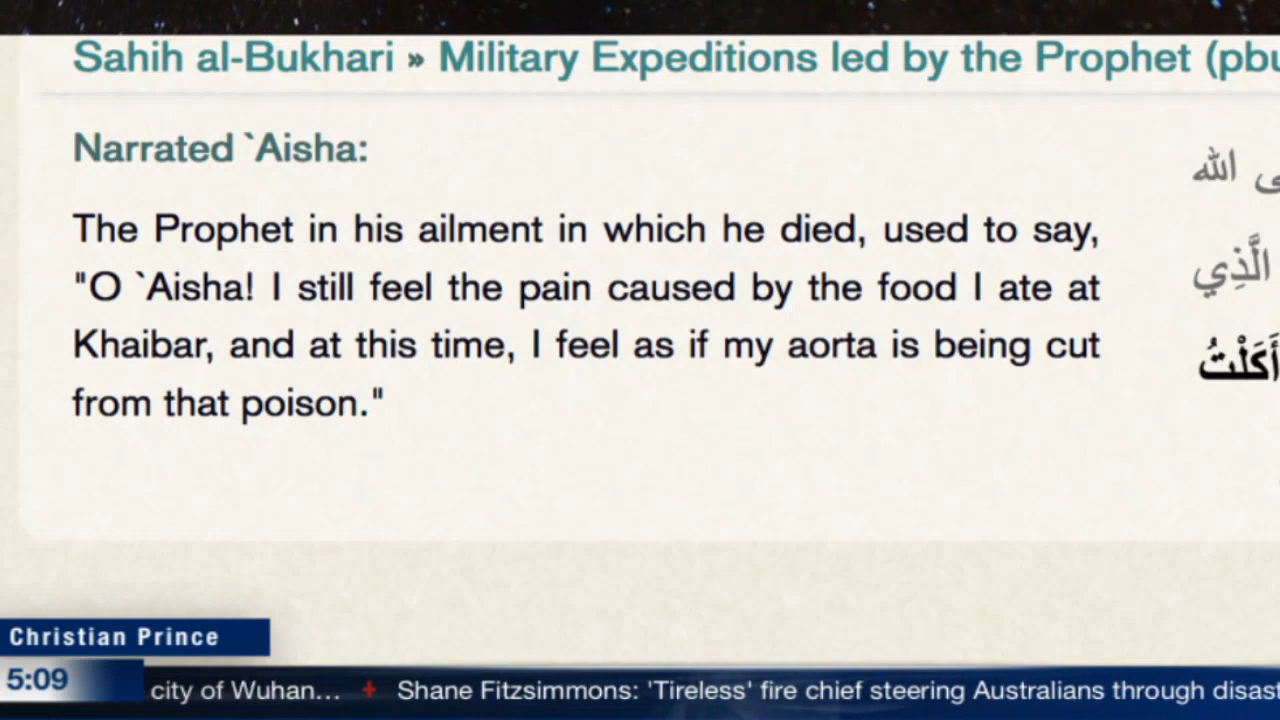 Sahih al-Bukhari » Military Expeditions led by the Prophet (pbu
Narrated `Aisha:
The Prophet in his ailment in which he died, used to say,
"O `Aisha! I still feel the pain caused by the food I ate at
Khaibar, and at this time, I feel as if my aorta is being cut
from that poison."
ى الله
الَّذِي
أَكَلْتُ
Christian Prince
5:09 city of Wuhan... + Shane Fitzsimmons: 'Tireless' fire chief steering Australians through disast